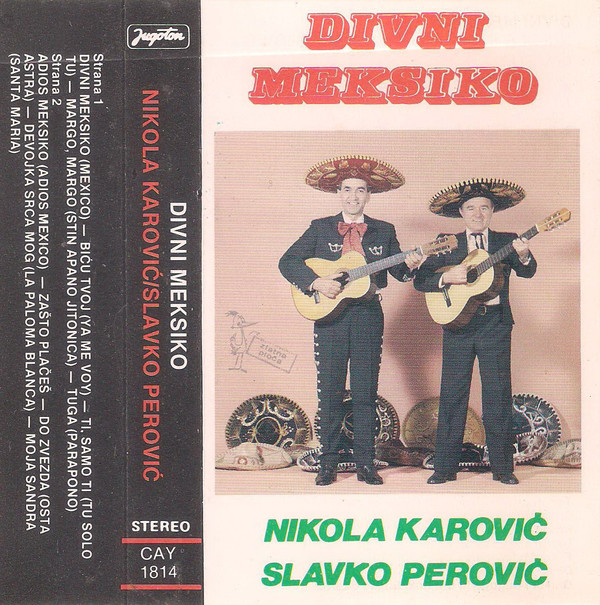 Jugoton
NIKOLA KAROVIĆ/SLAVKO PEROVIĆ
DIVNI MEKSIKO
Strana 1
DIVNI MEKSIKO (MEXICO) — BIĆU TVOJ (YA ME VOY) — TI, SAMO TI (TU SOLO
TU) — MARGO, MARGO (STIN APANO JITONICA) — TUGA (PARAPONO)
Strana 2
ADIOS MEKSIKO (ADIOS MEXICO) — ZAŠTO PLAČEŠ — DO ZVEZDA (OSTA
ASTRA) — DEVOJKA SRCA MOG (LA PALOMA BLANCA) — MOJA SANDRA
(SANTA MARIA)
STEREO
CAY
1814
DIVNI
MEKSIKO
zlatne
ploče
NIKOLA KAROVIĆ
SLAVKO PEROVIĆ